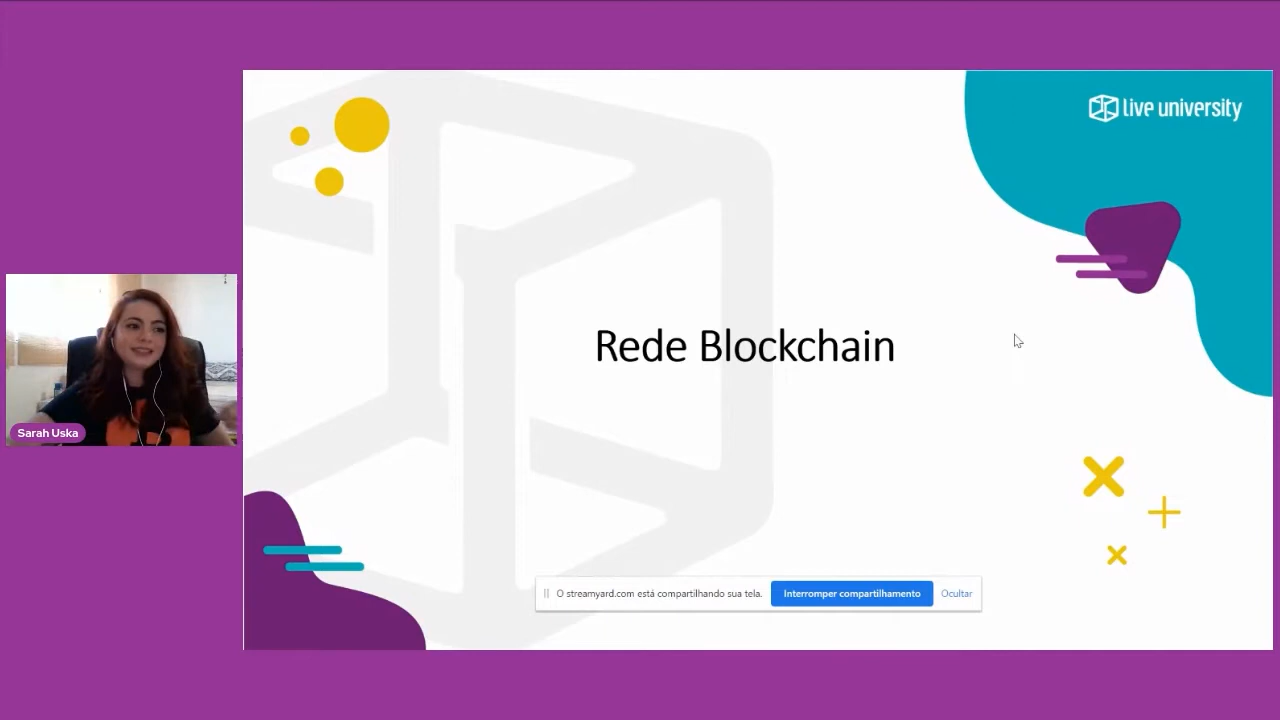 live university
Rede Blockchain
Sarah Uska
O streamyard.com está compartilhando sua tela.
Interromper compartilhamento
Ocultar